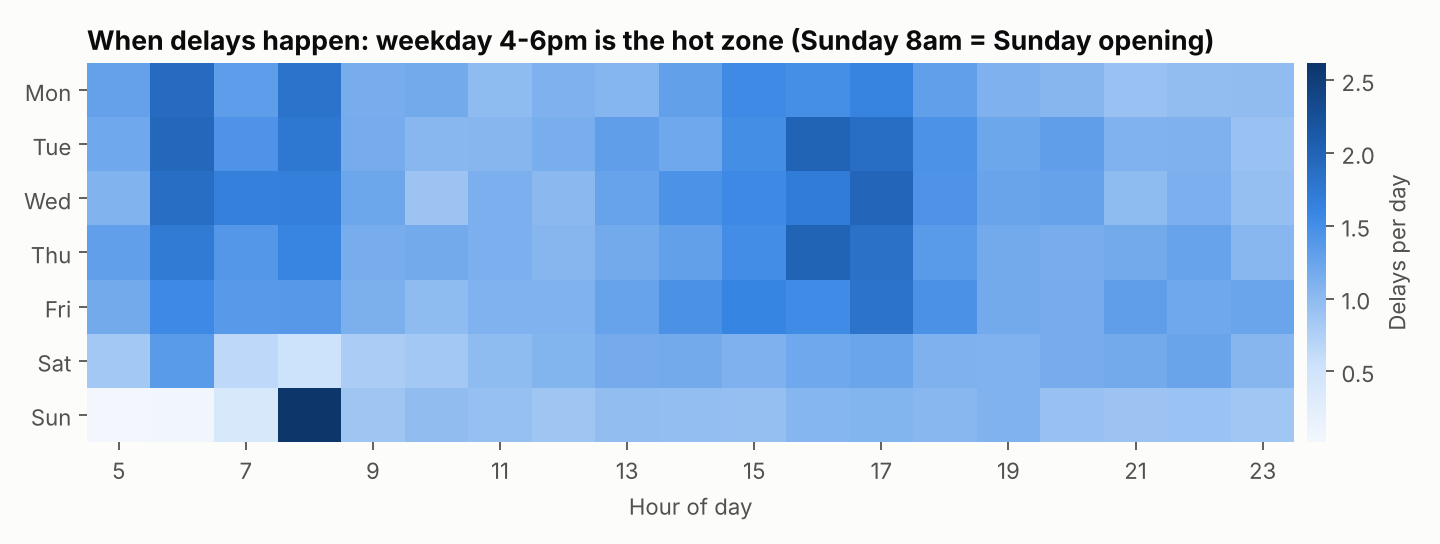 When delays happen: weekday 4-6pm is the hot zone (Sunday 8am = Sunday opening)
Mon
Tue
Wed
Thu
Fri
Sat
Sun
5 7 9 11 13 15 17 19 21 23
Hour of day
2.5
2.0
1.5
1.0
0.5
Delays per day